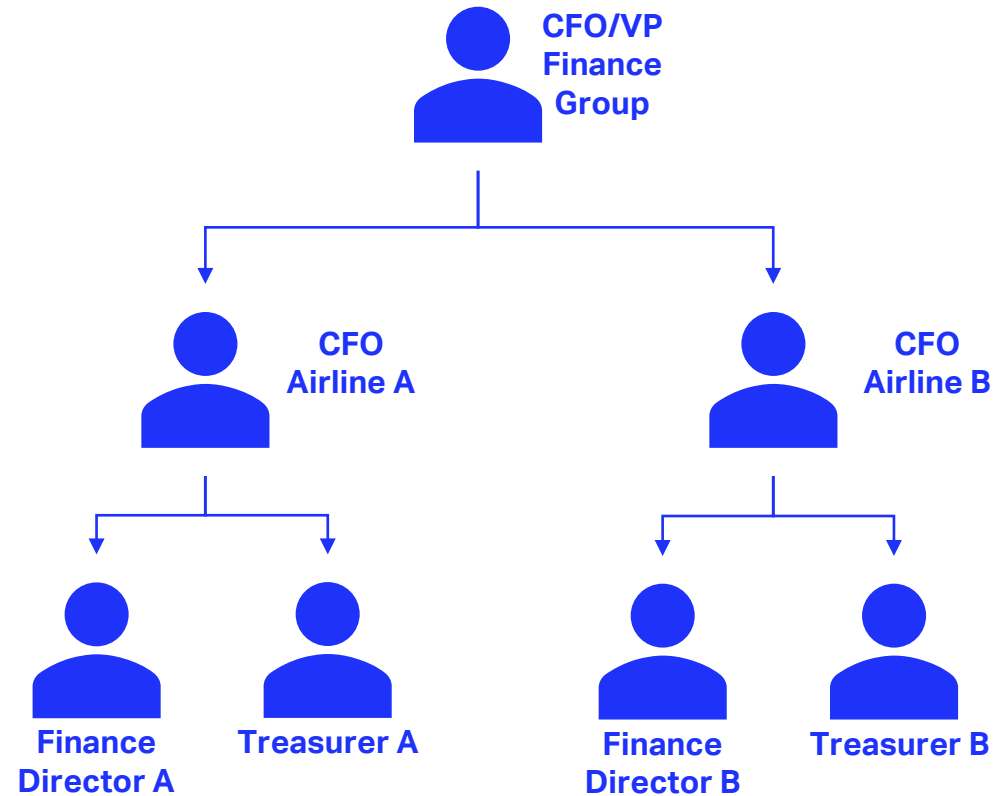 CFO/VP
Finance
Group
CFO
Airline A
CFO
Airline B
Finance
Director A
Treasurer A
Finance
Director B
Treasurer B